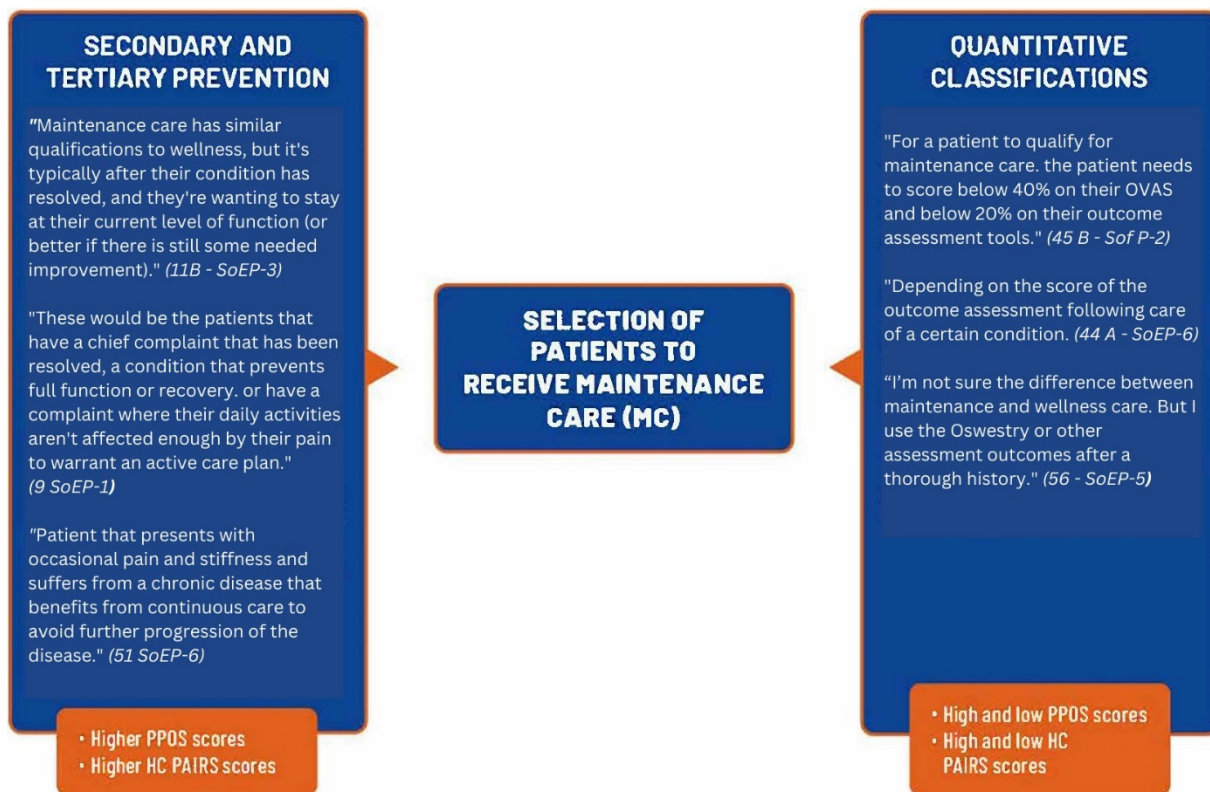 SECONDARY AND
TERTIARY PREVENTION
"Maintenance care has similar
qualifications to wellness, but it's
typically after their condition has
resolved, and they're wanting to stay
at their current level of function (or
better if there is still some needed
improvement)." (11B - SoEP-3)
"These would be the patients that
have a chief complaint that has been
resolved, a condition that prevents
full function or recovery. or have a
complaint where their daily activities
aren't affected enough by their pain
to warrant an active care plan."
(9 SoEP-1)
"Patient that presents with
occasional pain and stiffness and
suffers from a chronic disease that
benefits from continuous care to
avoid further progression of the
disease." (51 SoEP-6)
• Higher PPOS scores
• Higher HC PAIRS scores
SELECTION OF
PATIENTS TO
RECEIVE MAINTENANCE
CARE (MC)
QUANTITATIVE
CLASSIFICATIONS
"For a patient to qualify for
maintenance care. the patient needs
to score below 40% on their OVAS
and below 20% on their outcome
assessment tools." (45 B - Sof P-2)
"Depending on the score of the
outcome assessment following care
of a certain condition. (44 A - SoEP-6)
“I’m not sure the difference between
maintenance and wellness care. But I
use the Oswestry or other
assessment outcomes after a
thorough history." (56 - SoEP-5)
• High and low PPOS scores
• High and low HC
PAIRS scores